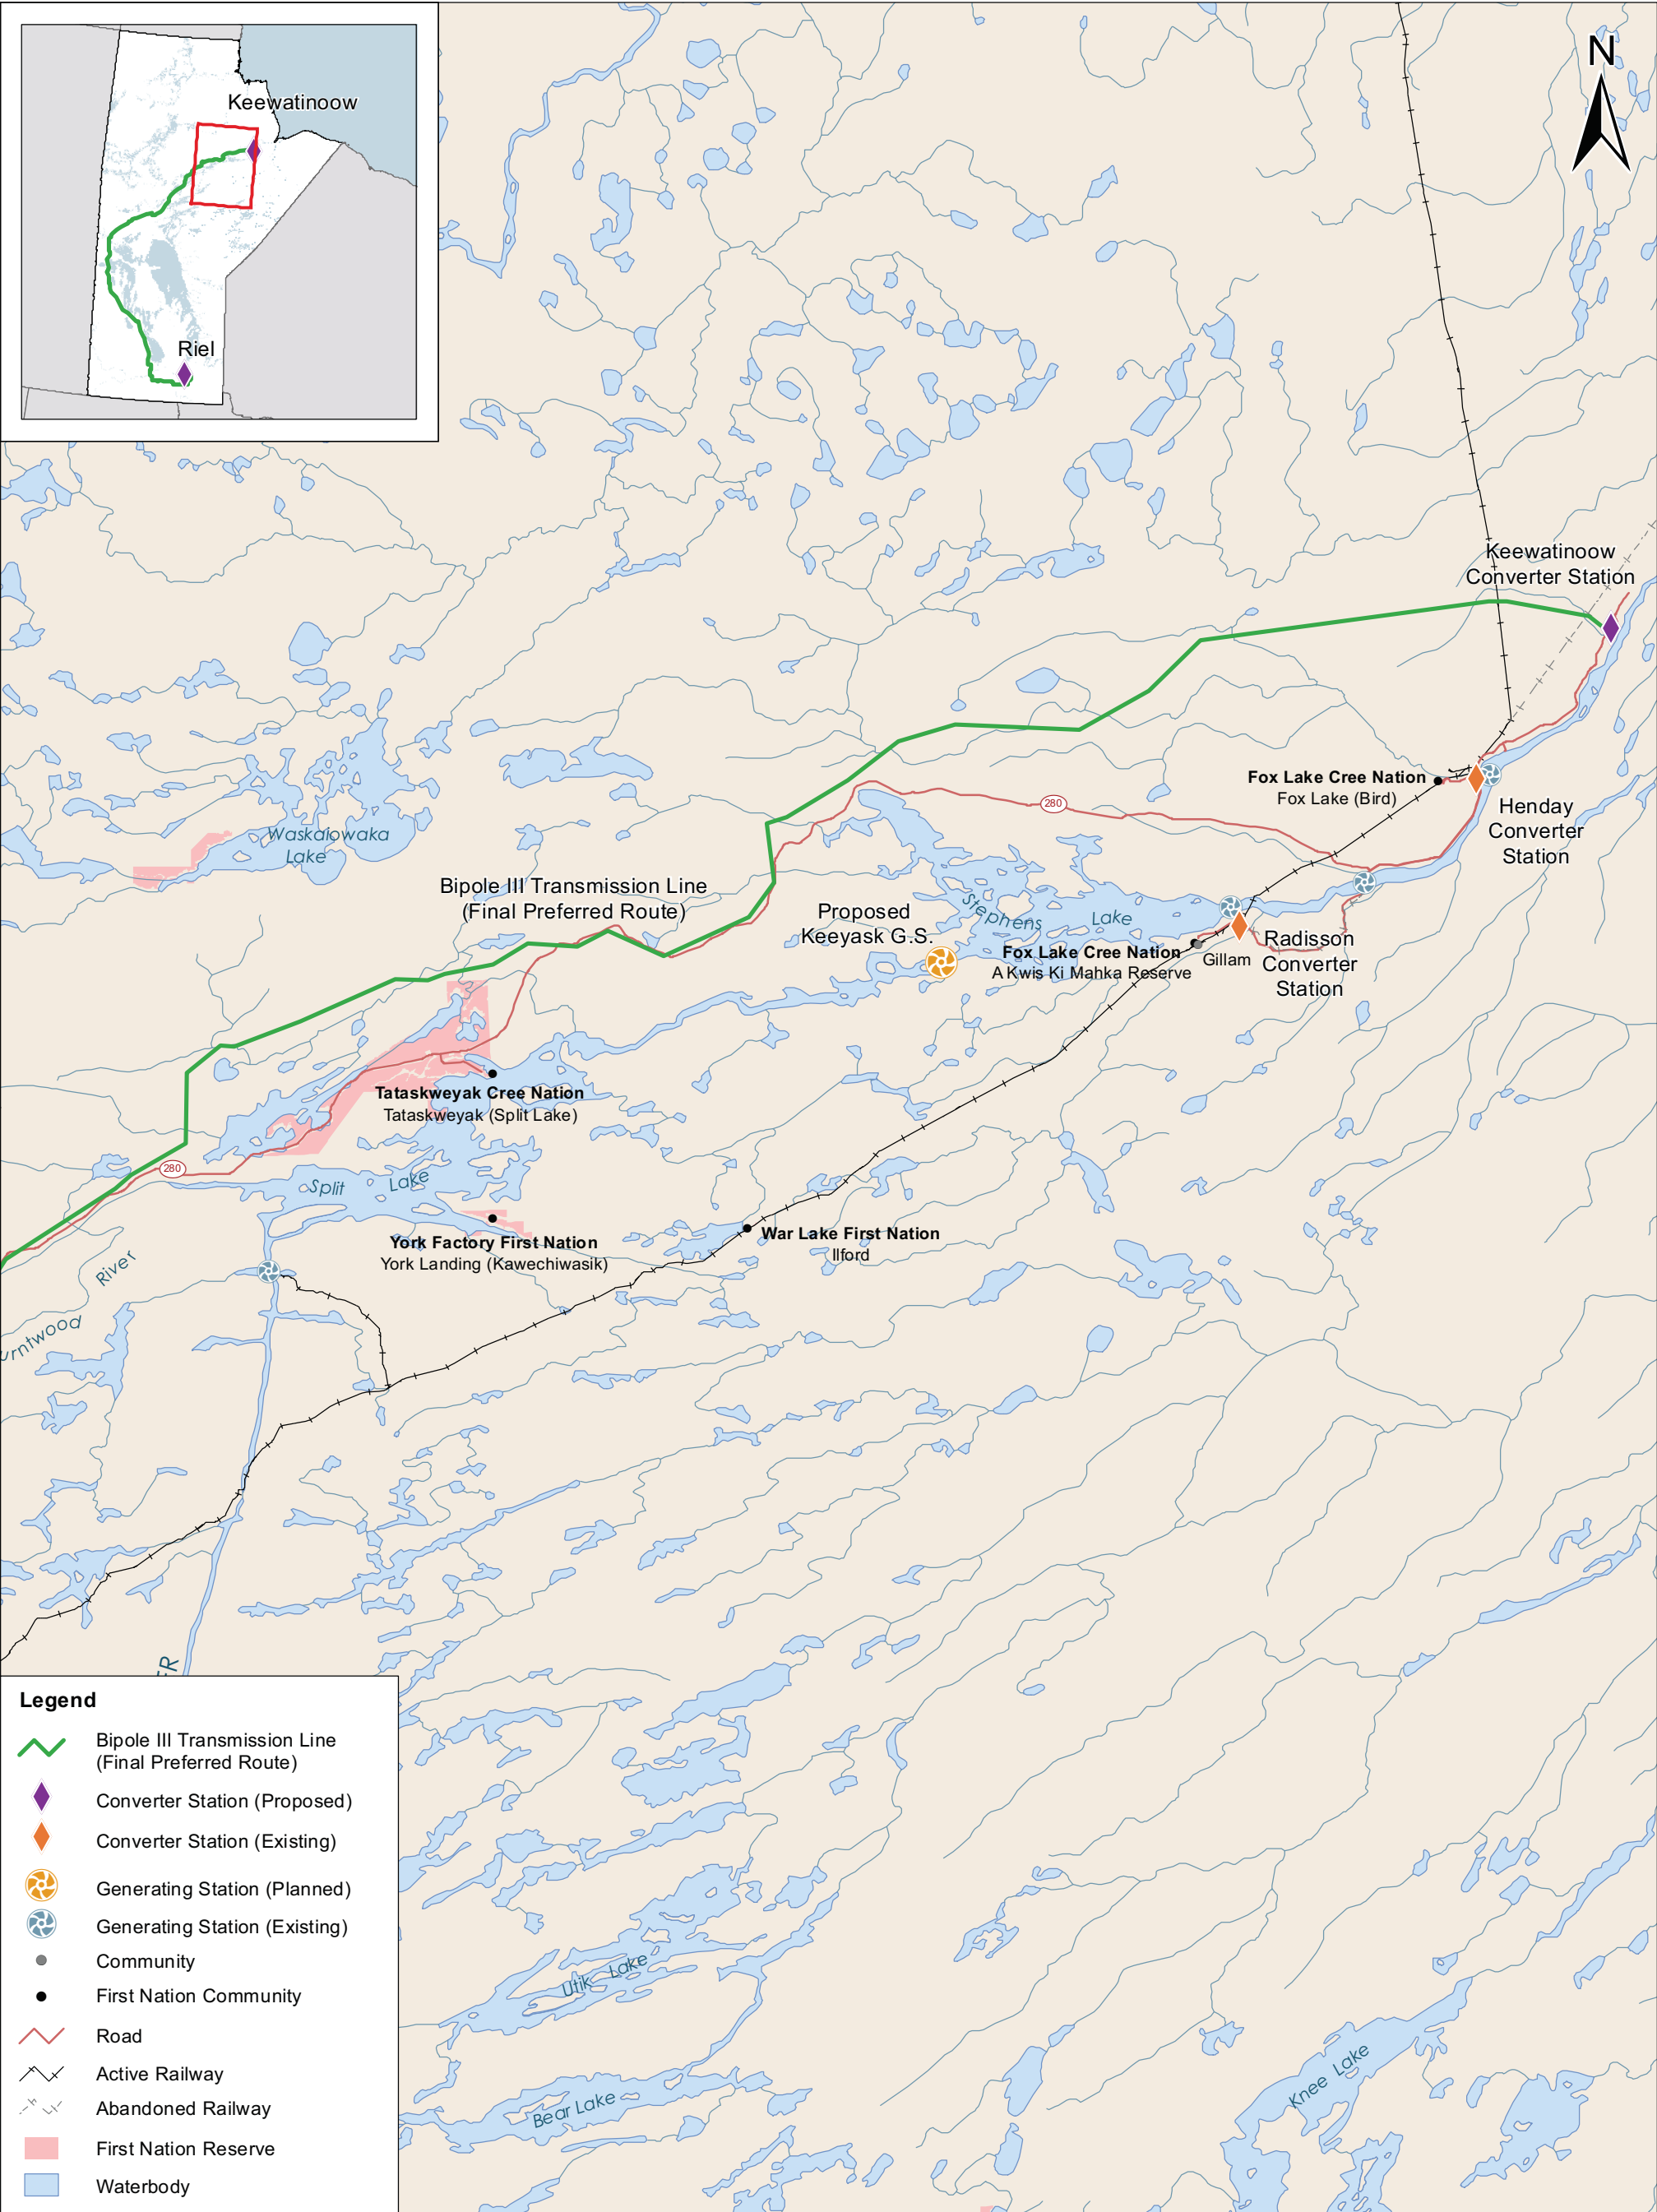 Keewatinoow
Riel
N
Keewatinoow
Converter Station
Fox Lake Cree Nation
Fox Lake (Bird)
280
Henday
Converter
Station
Waskaiowaka
Lake
Bipole III Transmission Line
(Final Preferred Route)
Proposed
Keeyask G.S.
Stephens Lake
Fox Lake Cree Nation
A Kwis Ki Mahka Reserve
Gillam
Radisson
Converter
Station
Tataskweyak Cree Nation
Tataskweyak (Split Lake)
280
Split Lake
York Factory First Nation
York Landing (Kawechiwasik)
War Lake First Nation
Ilford
urntwood River
ER
Utik Lake
Bear Lake
Knee Lake
Legend
Bipole III Transmission Line
(Final Preferred Route)
Converter Station (Proposed)
Converter Station (Existing)
Generating Station (Planned)
Generating Station (Existing)
Community
First Nation Community
Road
Active Railway
Abandoned Railway
First Nation Reserve
Waterbody